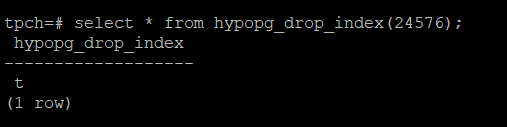 tpch=# select * from hypopg_drop_index(24576);
 hypopg_drop_index
-------------------
 t
(1 row)